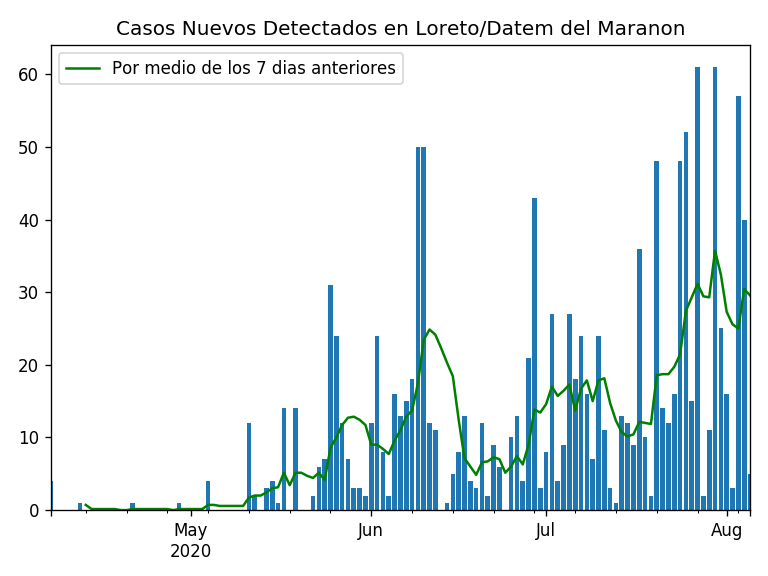 Casos Nuevos Detectados en Loreto/Datem del Maranon
Por medio de los 7 dias anteriores
60
50
40
30
20
10
0
May
2020
Jun
Jul
Aug